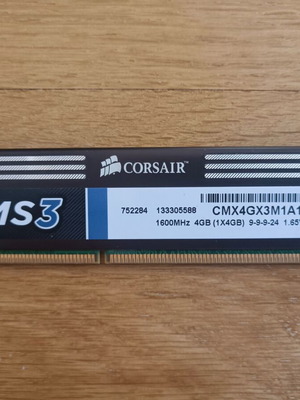 CORSAIR
MS3
752284 133305588 CMX4GX3M1A1
1600MHz 4GB (1X4GB) 9-9-9-24 1.65